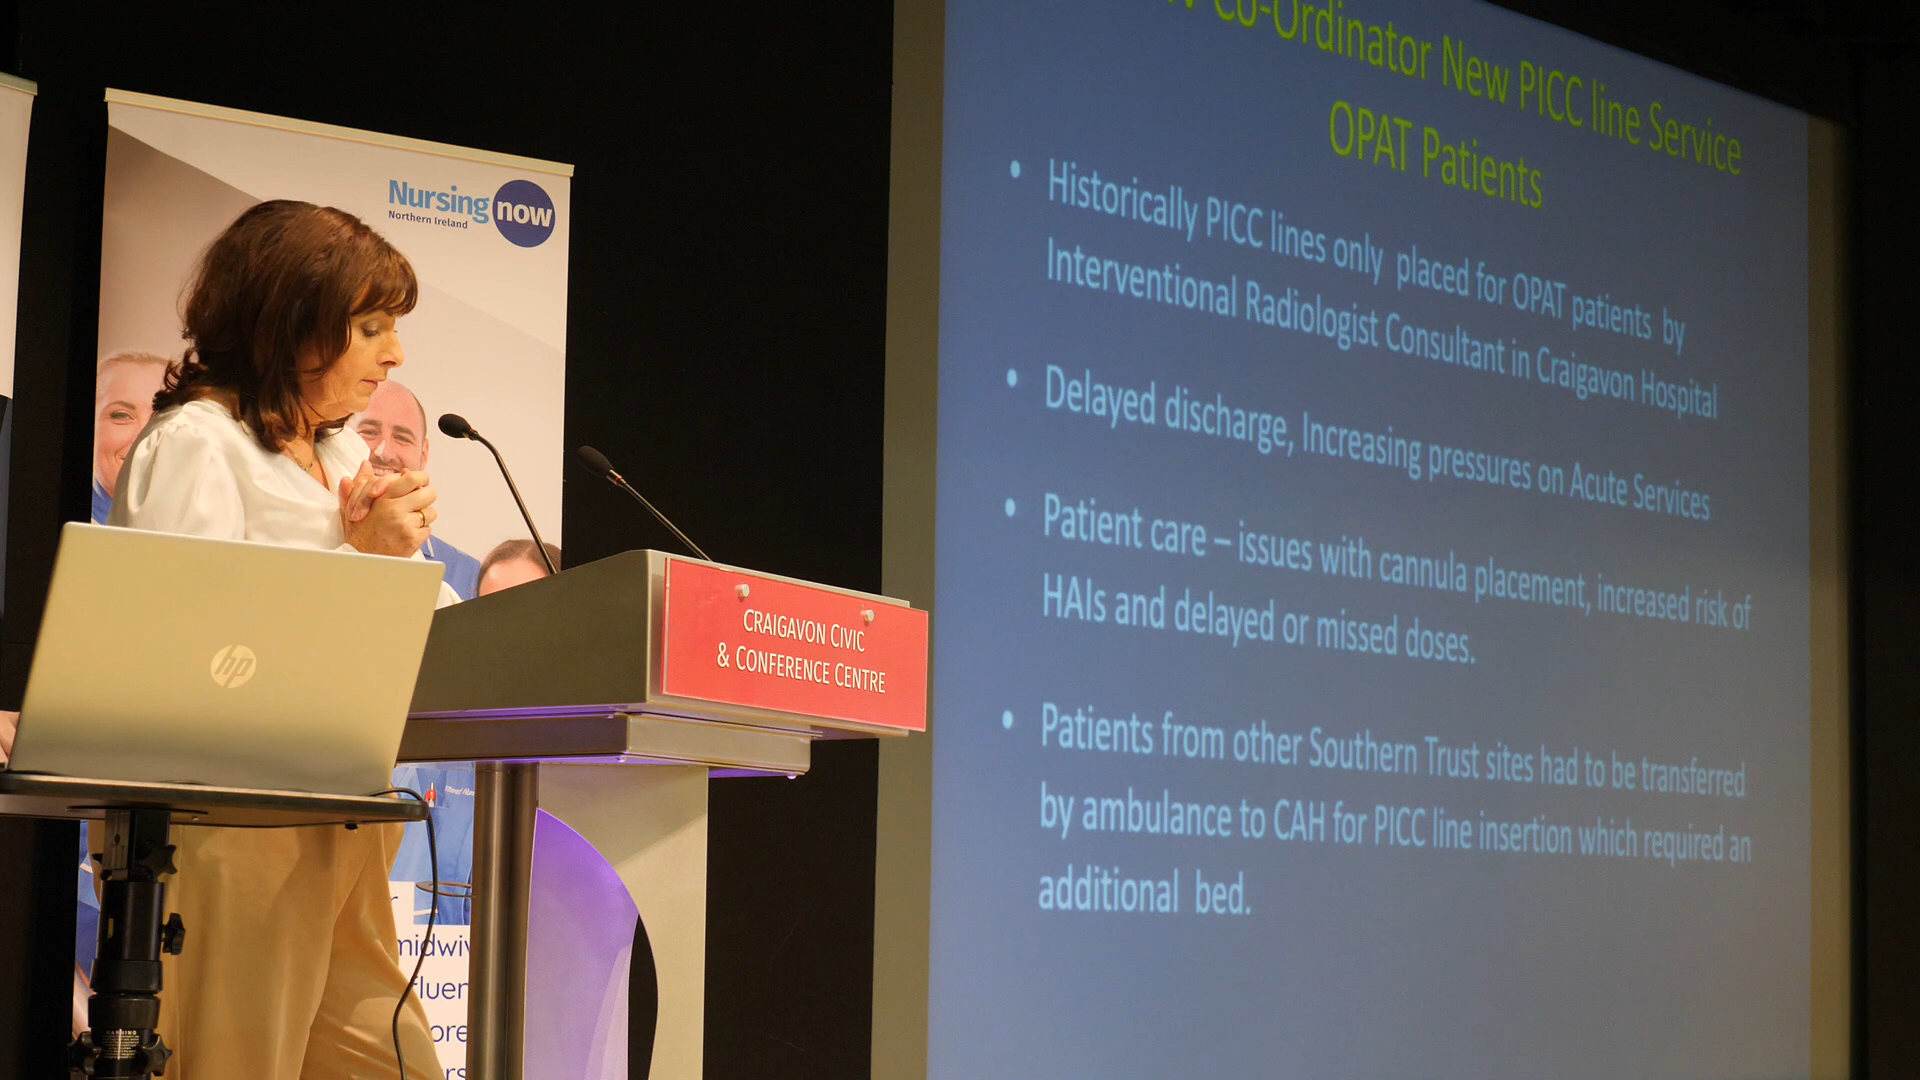 Nursing now
Northern Ireland
hp
CRAIGAVON CIVIC
& CONFERENCE CENTRE
Co-Ordinator New PICC line Service
OPAT Patients
• Historically PICC lines only placed for OPAT patients by
Interventional Radiologist Consultant in Craigavon Hospital
• Delayed discharge, Increasing pressures on Acute Services
• Patient care – issues with cannula placement, increased risk of
HAIs and delayed or missed doses.
• Patients from other Southern Trust sites had to be transferred
by ambulance to CAH for PICC line insertion which required an
additional bed.
WARNING